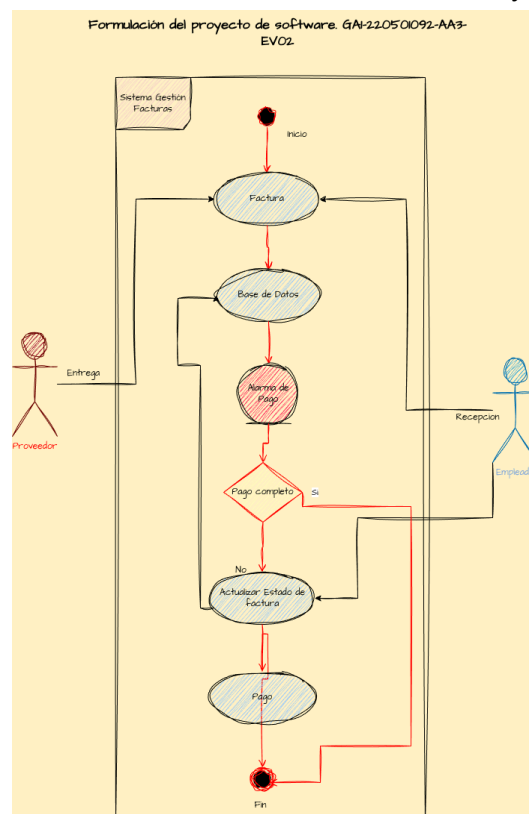 Formulación del proyecto de software. GA1-220501092-AA3-
EV02
Sistema Gestión
Facturas
Inicio
Factura
Base de Datos
Alarma de
Pago
Entrega
Proveedor
Recepcion
Emplead
Pago completo
Si
No
Actualizar Estado de
factura
Pago
Fin